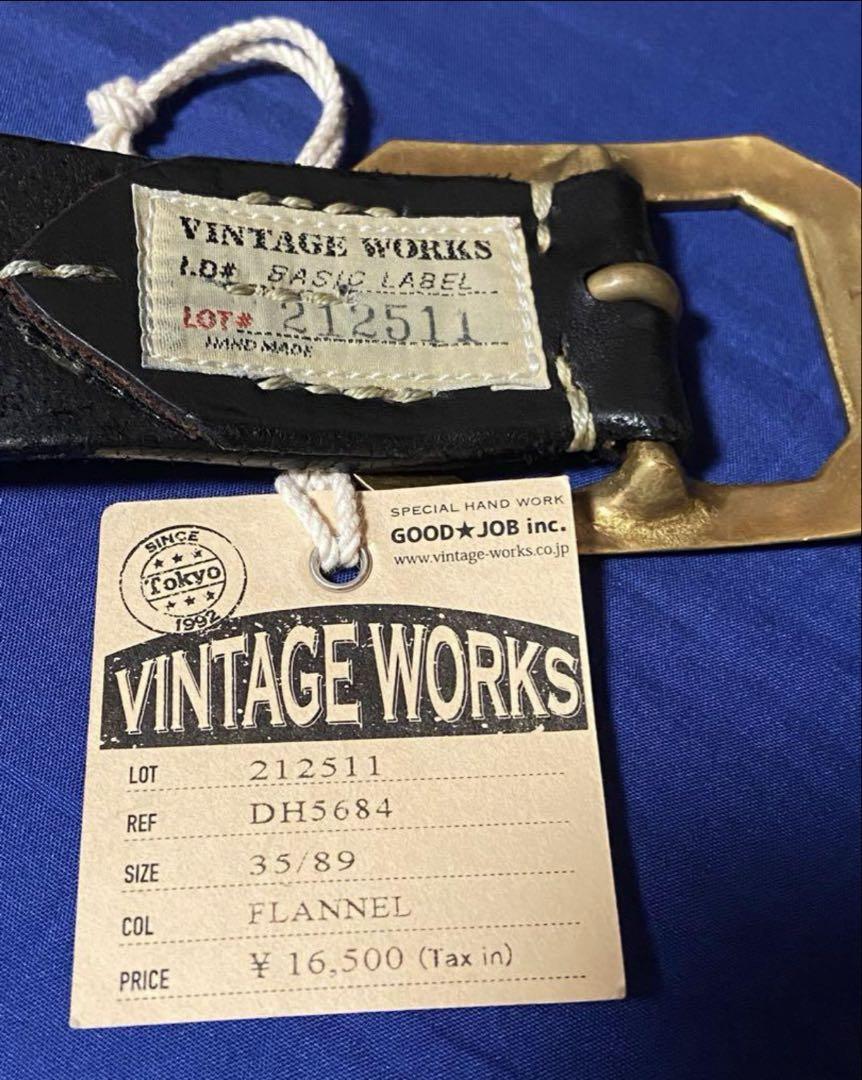 VINTAGE WORKS
I.D# BASIC LABEL
LOT# 212511
HAND MADE
SPECIAL HAND WORK
GOOD★JOB inc.
www.vintage-works.co.jp
SINCE
Tokyo
1992
VINTAGE WORKS
LOT 212511
REF DH5684
SIZE 35/89
COL FLANNEL
PRICE ¥ 16,500 (Tax in)